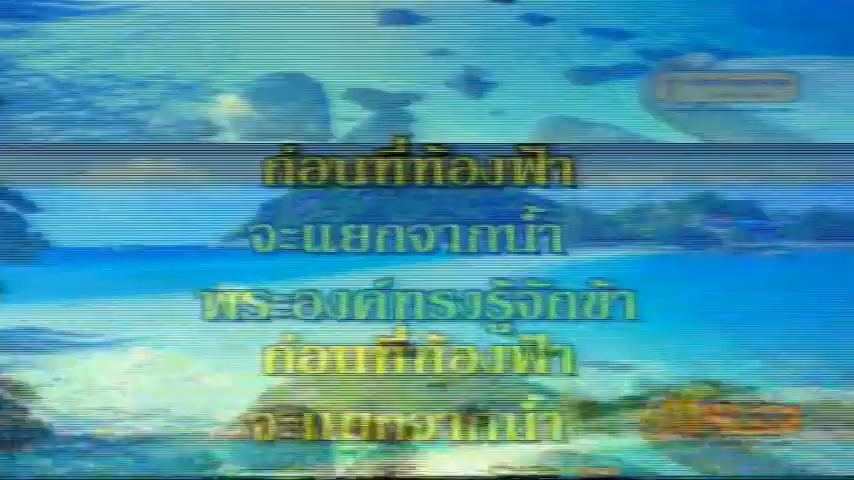 ก่อนที่ท้องฟ้า
จะแยกจากน้ำ
พระองค์ทรงรู้จักข้า
ก่อนที่ท้องฟ้า
จะแยกจากน้ำ